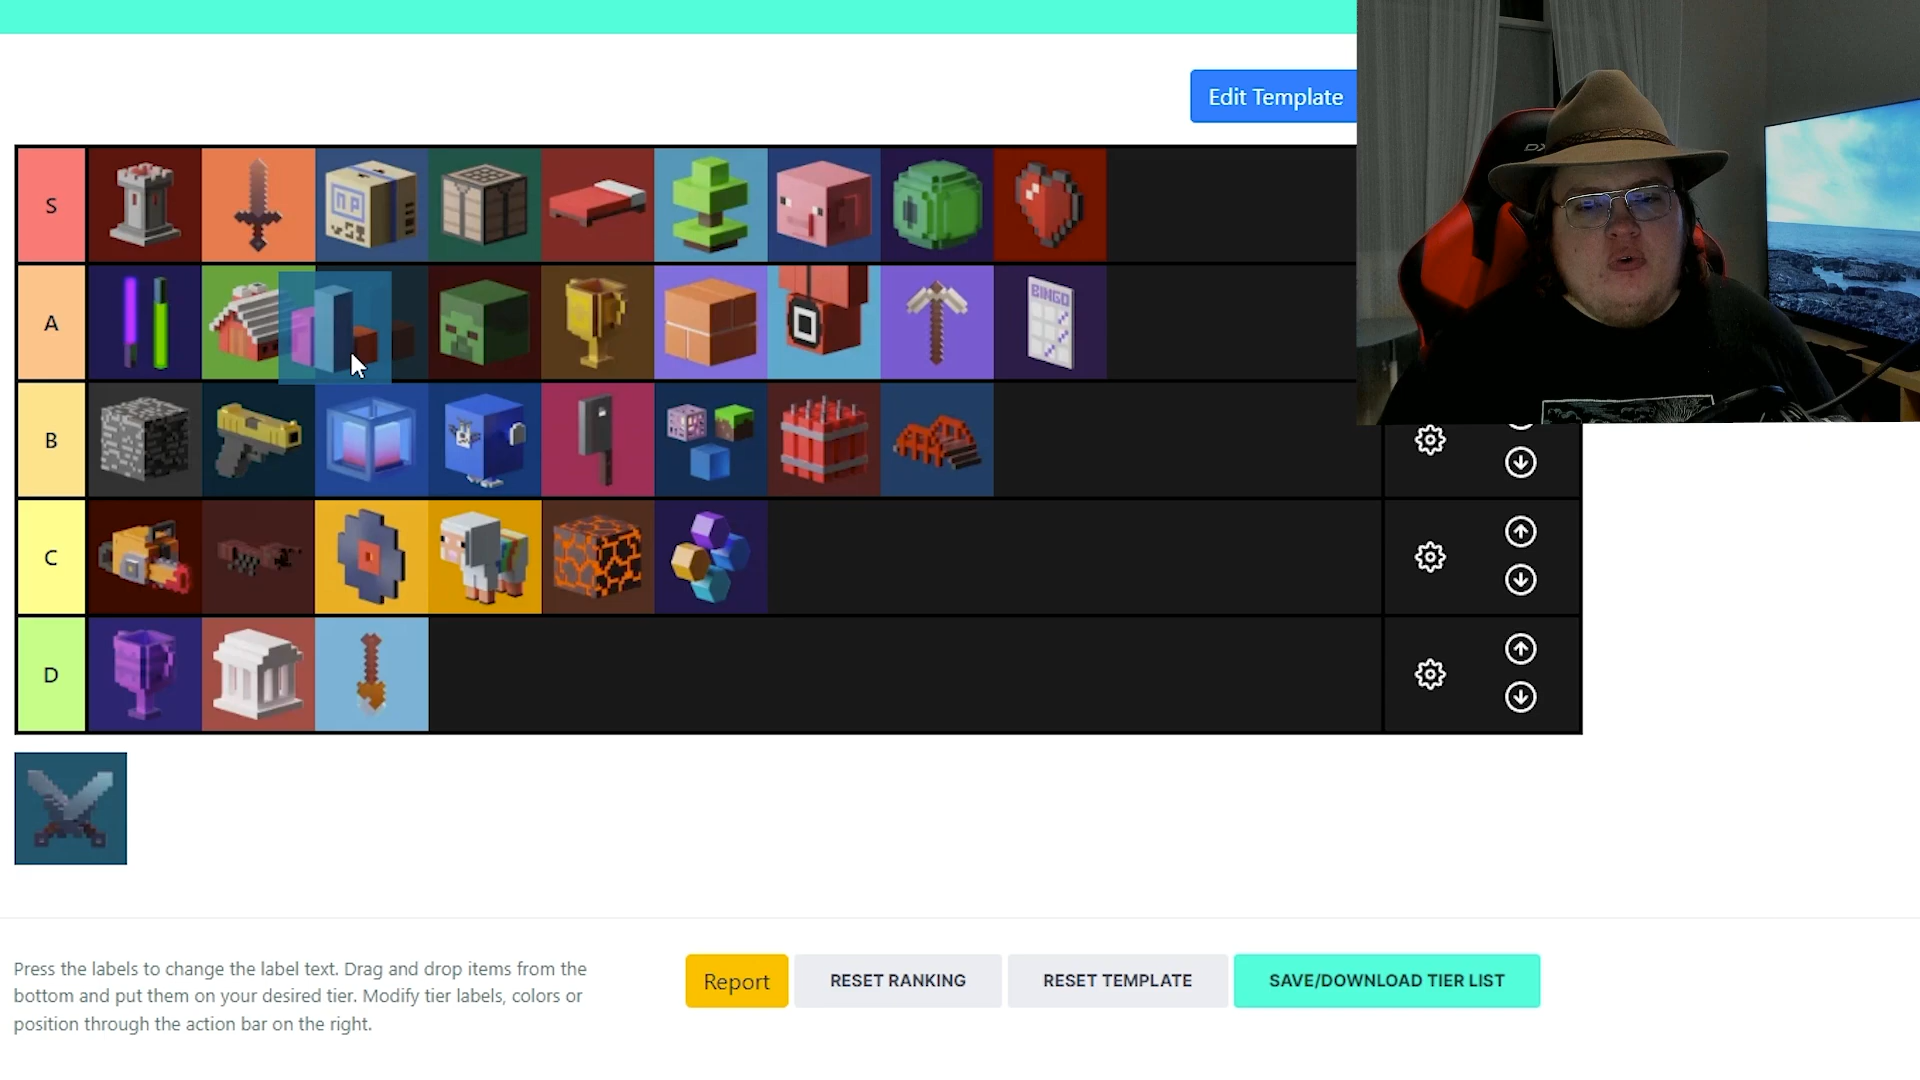 Edit Template
S
A
BINGO
B
C
D
Press the labels to change the label text. Drag and drop items from the
bottom and put them on your desired tier. Modify tier labels, colors or
position through the action bar on the right.
Report
RESET RANKING
RESET TEMPLATE
SAVE/DOWNLOAD TIER LIST